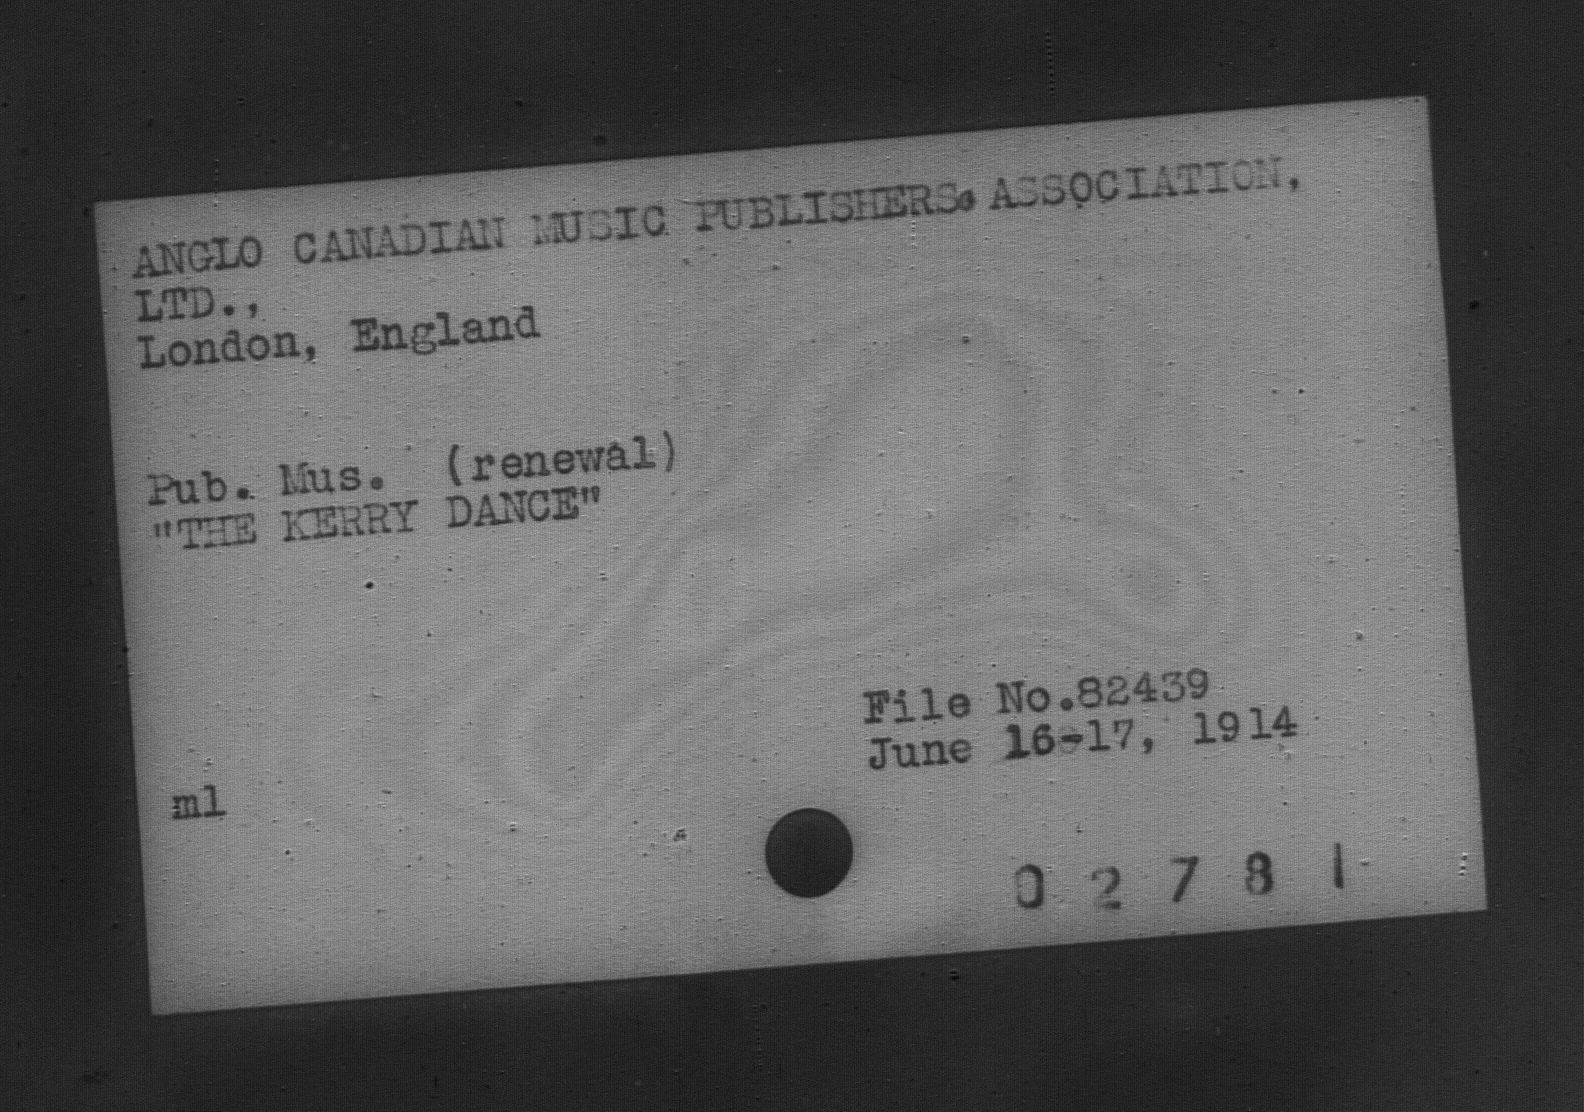 ANGLO CANADIAN MUSIC PUBLISHERS. ASSOCIATION,
LTD.,
London, England
Pub. Mus. (renewal)
"THE KERRY DANCE"
File No.82439
June 16-17, 1914
ml
0 2 7 8 1